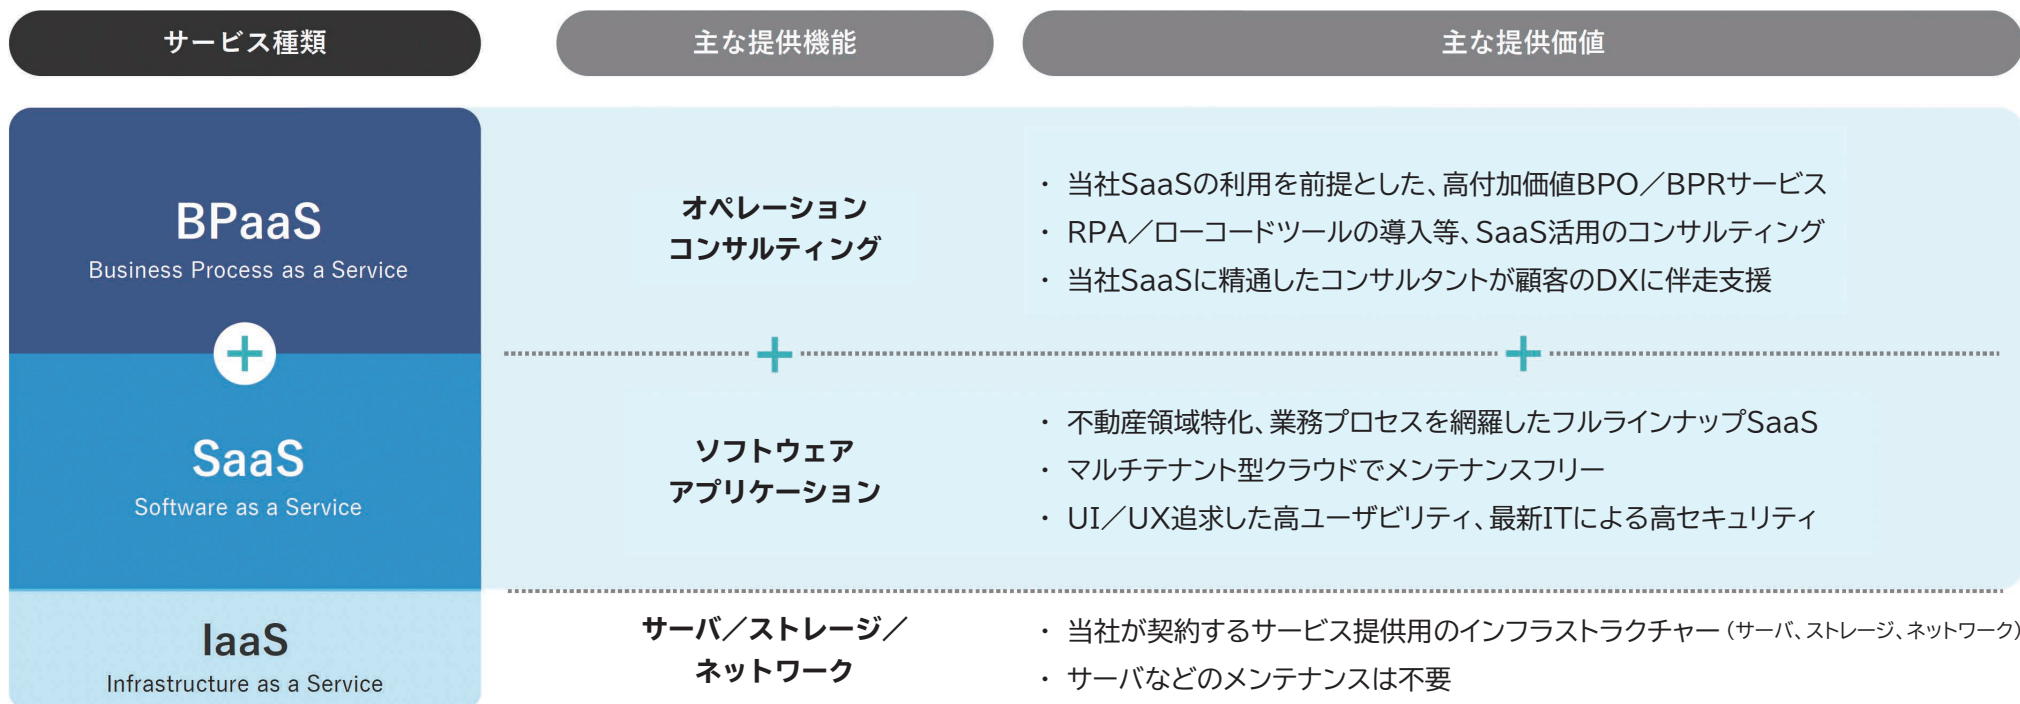 サービス種類
主な提供機能
主な提供価値
BPaaS
Business Process as a Service
オペレーション
コンサルティング
・ 当社SaaSの利用を前提とした、高付加価値BPO／BPRサービス
・ RPA／ローコードツールの導入等、SaaS活用のコンサルティング
・ 当社SaaSに精通したコンサルタントが顧客のDXに伴走支援
+
+
+
SaaS
Software as a Service
ソフトウェア
アプリケーション
・ 不動産領域特化、業務プロセスを網羅したフルラインナップSaaS
・ マルチテナント型クラウドでメンテナンスフリー
・ UI／UX追求した高ユーザビリティ、最新ITによる高セキュリティ
IaaS
Infrastructure as a Service
サーバ／ストレージ／
ネットワーク
・ 当社が契約するサービス提供用のインフラストラクチャー（サーバ、ストレージ、ネットワーク）
・ サーバなどのメンテナンスは不要